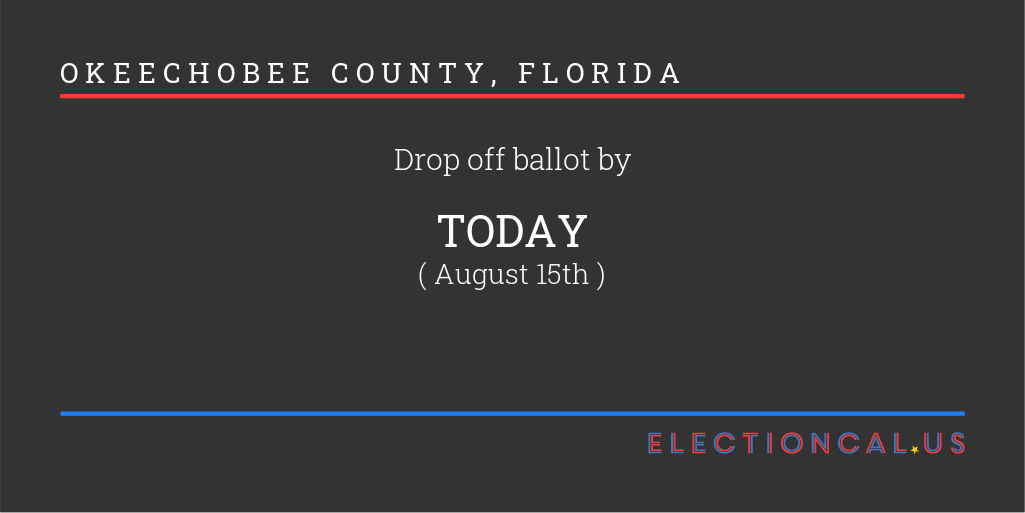 OKEECHOBEE COUNTY, FLORIDA
Drop off ballot by
TODAY
( August 15th )
ELECTIONCAL.US